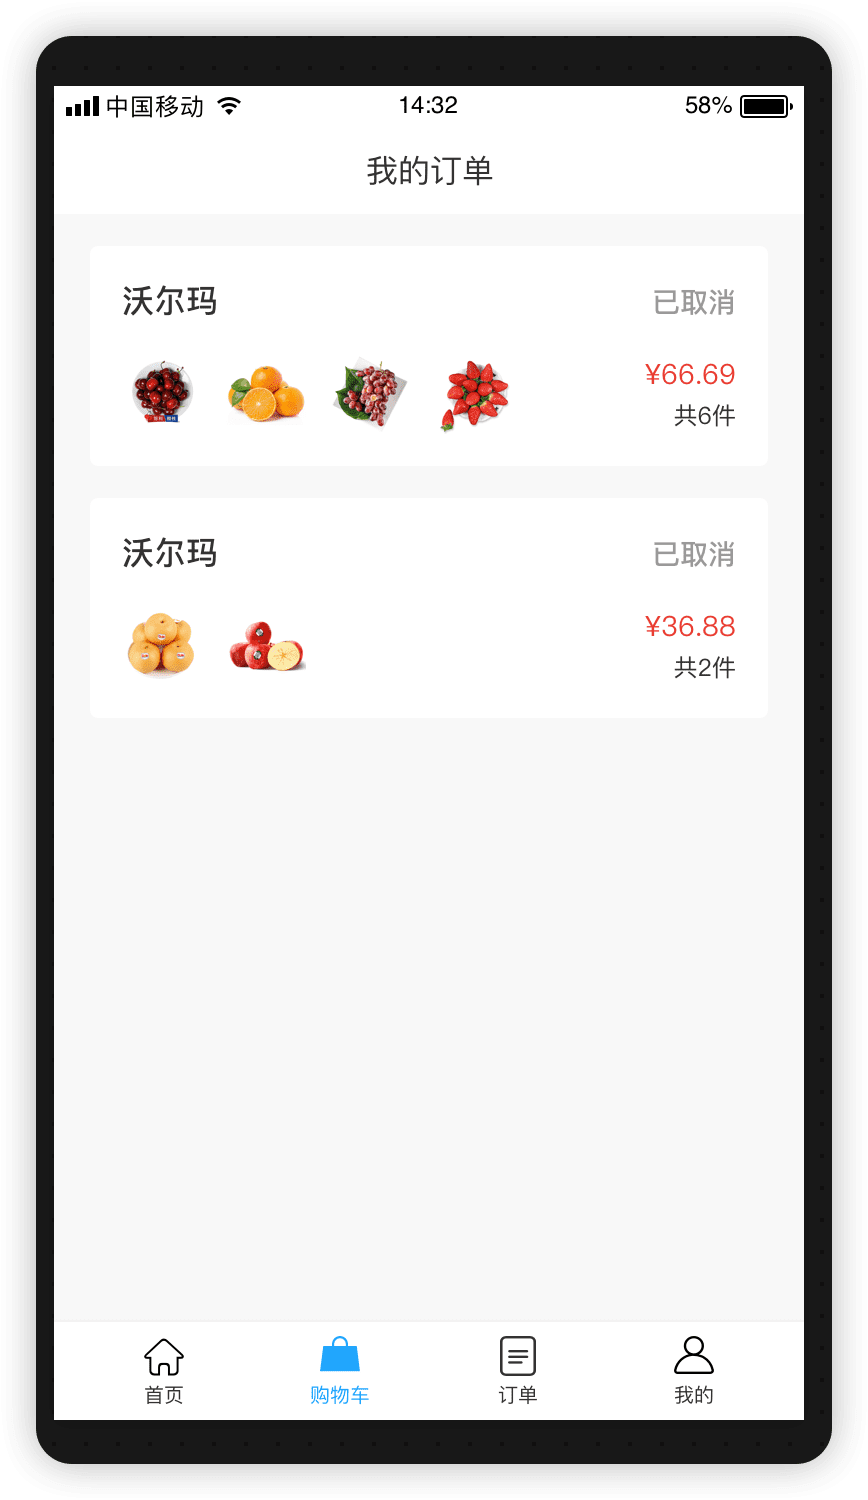 中国移动 14:32 58%
我的订单
沃尔玛 已取消
¥66.69
共6件
沃尔玛 已取消
¥36.88
共2件
首页 购物车 订单 我的